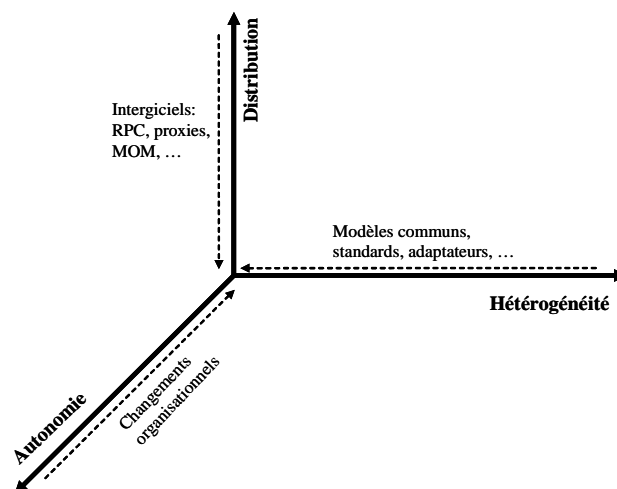 Distribution
Intergiciels:
RPC, proxies,
MOM, …
Modèles communs,
standards, adaptateurs, …
Hétérogénéité
Autonomie
Changements
organisationnels